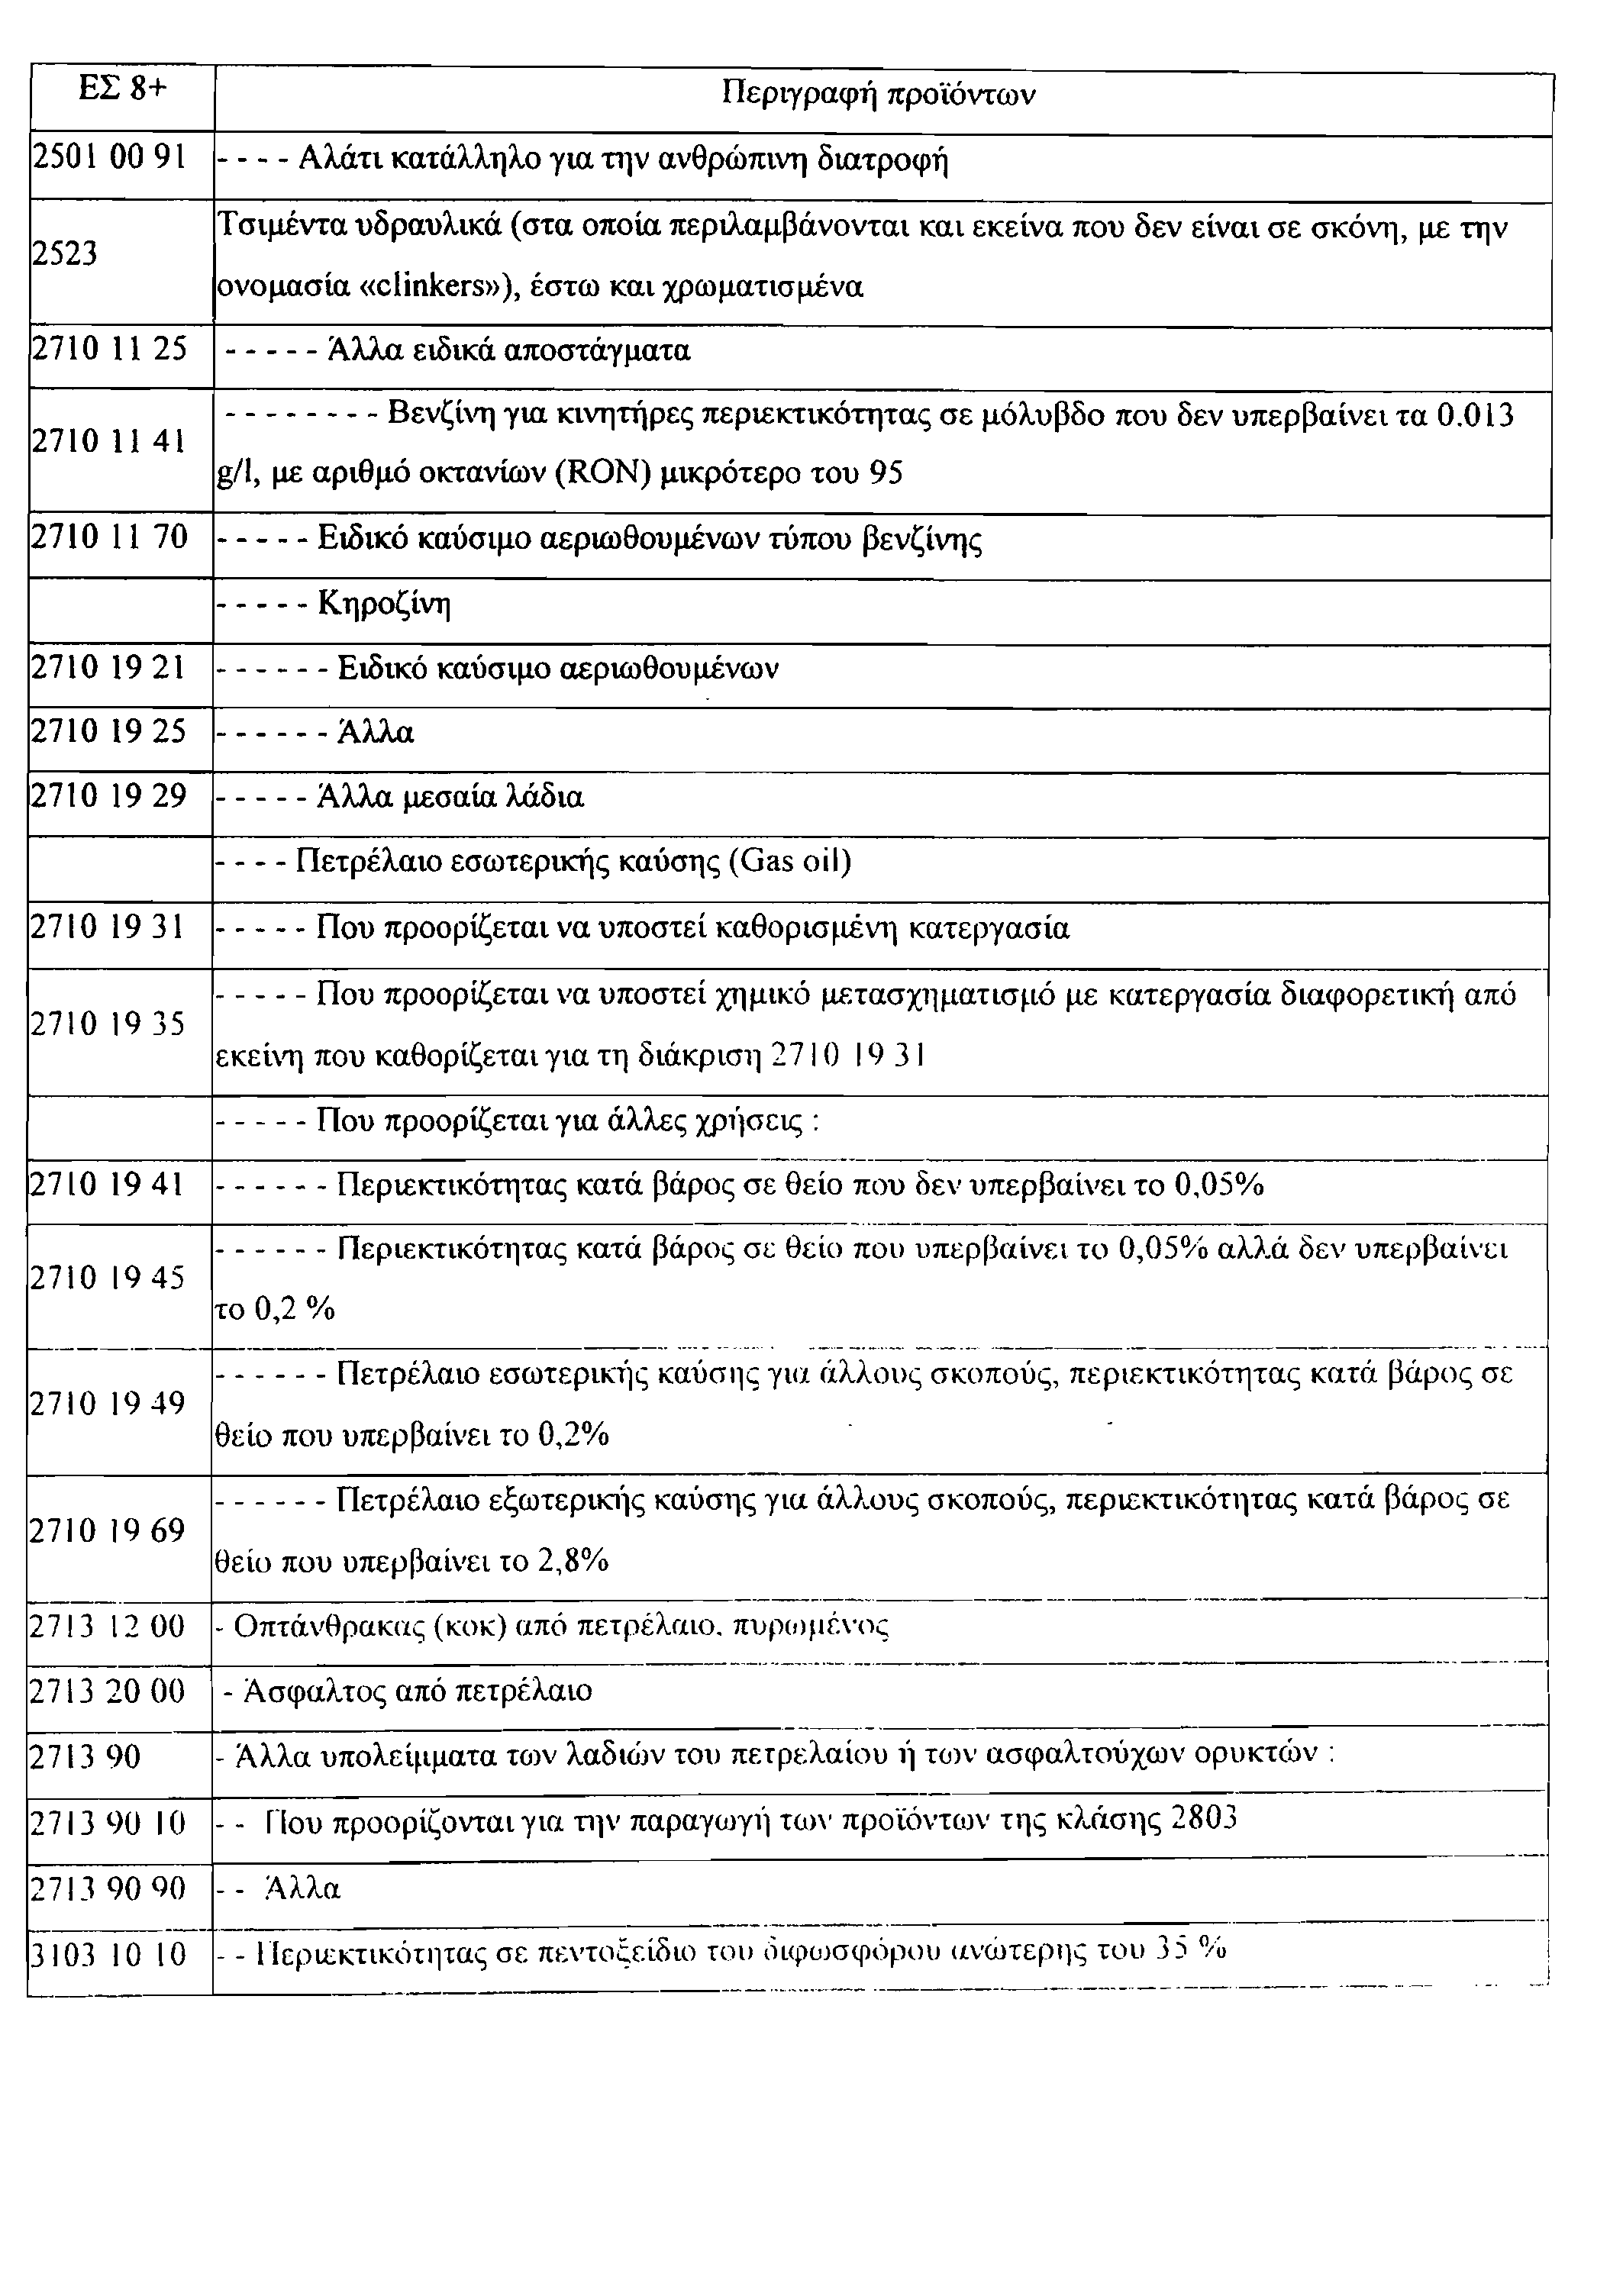 ΕΣ 8+ Περιγραφή προϊόντων
2501 00 91 - - - - Αλάτι κατάλληλο για την ανθρώπινη διατροφή
2523 Τσιμέντα υδραυλικά (στα οποία περιλαμβάνονται και εκείνα που δεν είναι σε σκόνη, με την
ονομασία «clinkers»), έστω και χρωματισμένα
2710 11 25 - - - - - Άλλα ειδικά αποστάγματα
2710 11 41 - - - - - - - - Βενζίνη για κινητήρες περιεκτικότητας σε μόλυβδο που δεν υπερβαίνει τα 0.013
g/l, με αριθμό οκτανίων (RON) μικρότερο του 95
2710 11 70 - - - - - Ειδικό καύσιμο αεριωθουμένων τύπου βενζίνης
- - - - - Κηροζίνη
2710 19 21 - - - - - - Ειδικό καύσιμο αεριωθουμένων
2710 19 25 - - - - - - Άλλα
2710 19 29 - - - - - Άλλα μεσαία λάδια
- - - - Πετρέλαιο εσωτερικής καύσης (Gas oil)
2710 19 31 - - - - - Που προορίζεται να υποστεί καθορισμένη κατεργασία
2710 19 35 - - - - - Που προορίζεται να υποστεί χημικό μετασχηματισμό με κατεργασία διαφορετική από
εκείνη που καθορίζεται για τη διάκριση 2710 19 31
- - - - - Που προορίζεται για άλλες χρήσεις :
2710 19 41 - - - - - - Περιεκτικότητας κατά βάρος σε θείο που δεν υπερβαίνει το 0,05%
2710 19 45 - - - - - - Περιεκτικότητας κατά βάρος σε θείο που υπερβαίνει το 0,05% αλλά δεν υπερβαίνει
το 0,2 %
2710 19 49 - - - - - - Πετρέλαιο εσωτερικής καύσης για άλλους σκοπούς, περιεκτικότητας κατά βάρος σε
θείο που υπερβαίνει το 0,2%
2710 19 69 - - - - - - Πετρέλαιο εξωτερικής καύσης για άλλους σκοπούς, περιεκτικότητας κατά βάρος σε
θείο που υπερβαίνει το 2,8%
2713 12 00 - Οπτάνθρακας (κοκ) από πετρέλαιο, πυρωμένος
2713 20 00 - Άσφαλτος από πετρέλαιο
2713 90 - Άλλα υπολείμματα των λαδιών του πετρελαίου ή των ασφαλτούχων ορυκτών :
2713 90 10 - - Που προορίζονται για την παραγωγή των προϊόντων της κλάσης 2803
2713 90 90 - - Άλλα
3103 10 10 - - Περιεκτικότητας σε πεντοξείδιο του διφωσφόρου ανώτερης του 35 %